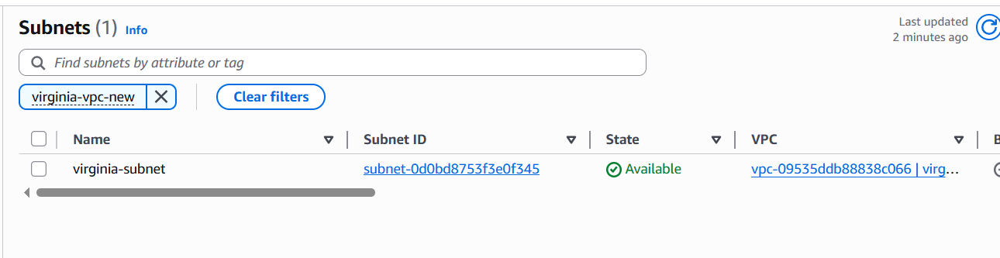 Subnets (1) Info
Last updated
2 minutes ago
Find subnets by attribute or tag
virginia-vpc-new
Clear filters
Name Subnet ID State VPC
virginia-subnet subnet-0d0bd8753f3e0f345 Available vpc-09535ddb88838c066 | virg...